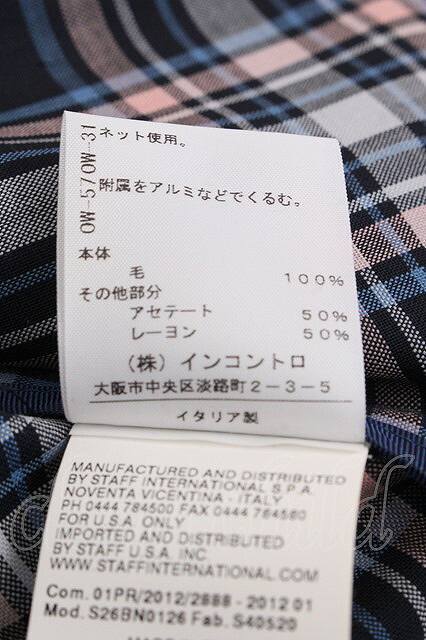 OW-570W-31
ネット使用。
附属をアルミなどでくるむ。
本体
毛 100%
その他部分
アセテート 50%
レーヨン 50%
(株)インコントロ
大阪市中央区淡路町2-3-5
イタリア製
MANUFACTURED AND DISTRIBUTED
BY STAFF INTERNATIONAL S.P.A.
NOVENTA VICENTINA - ITALY
PH 0444 784500 FAX 0444 784560
FOR U.S.A. ONLY
IMPORTED AND DISTRIBUTED
BY STAFF U.S.A. INC
WWW.STAFFINTERNATIONAL.COM
Com. 01PR/2012/2888 - 2012 01
Mod. S26BN0126 Fab. S40520